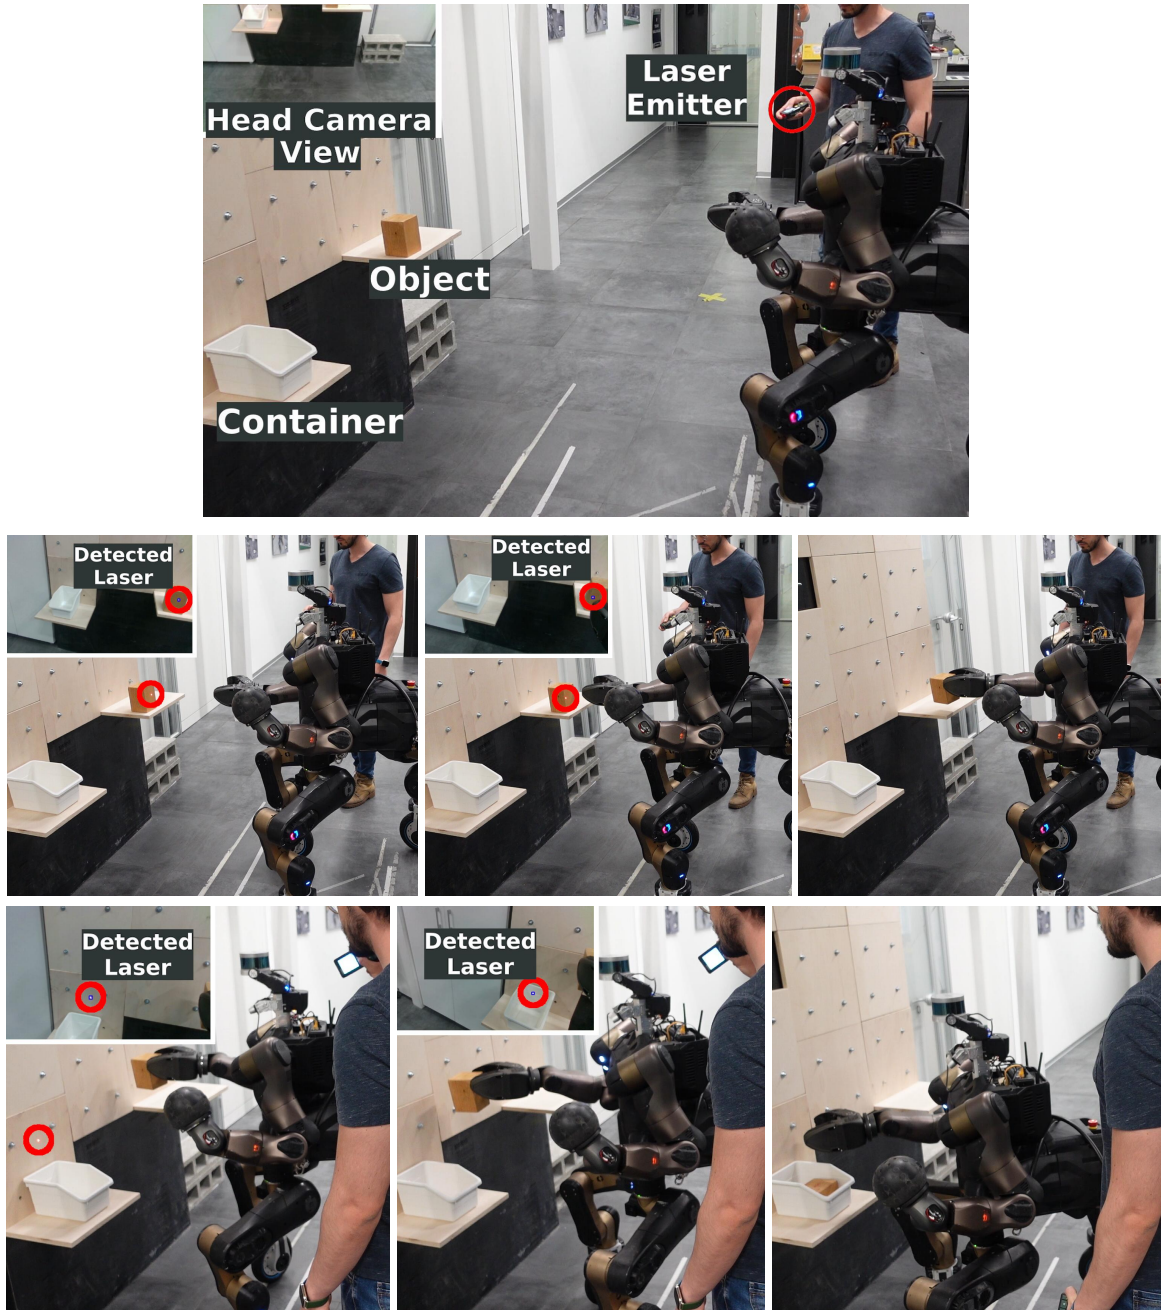 Laser
Emitter
Head Camera
View
Object
Container
Detected
Laser
Detected
Laser
Detected
Laser
Detected
Laser